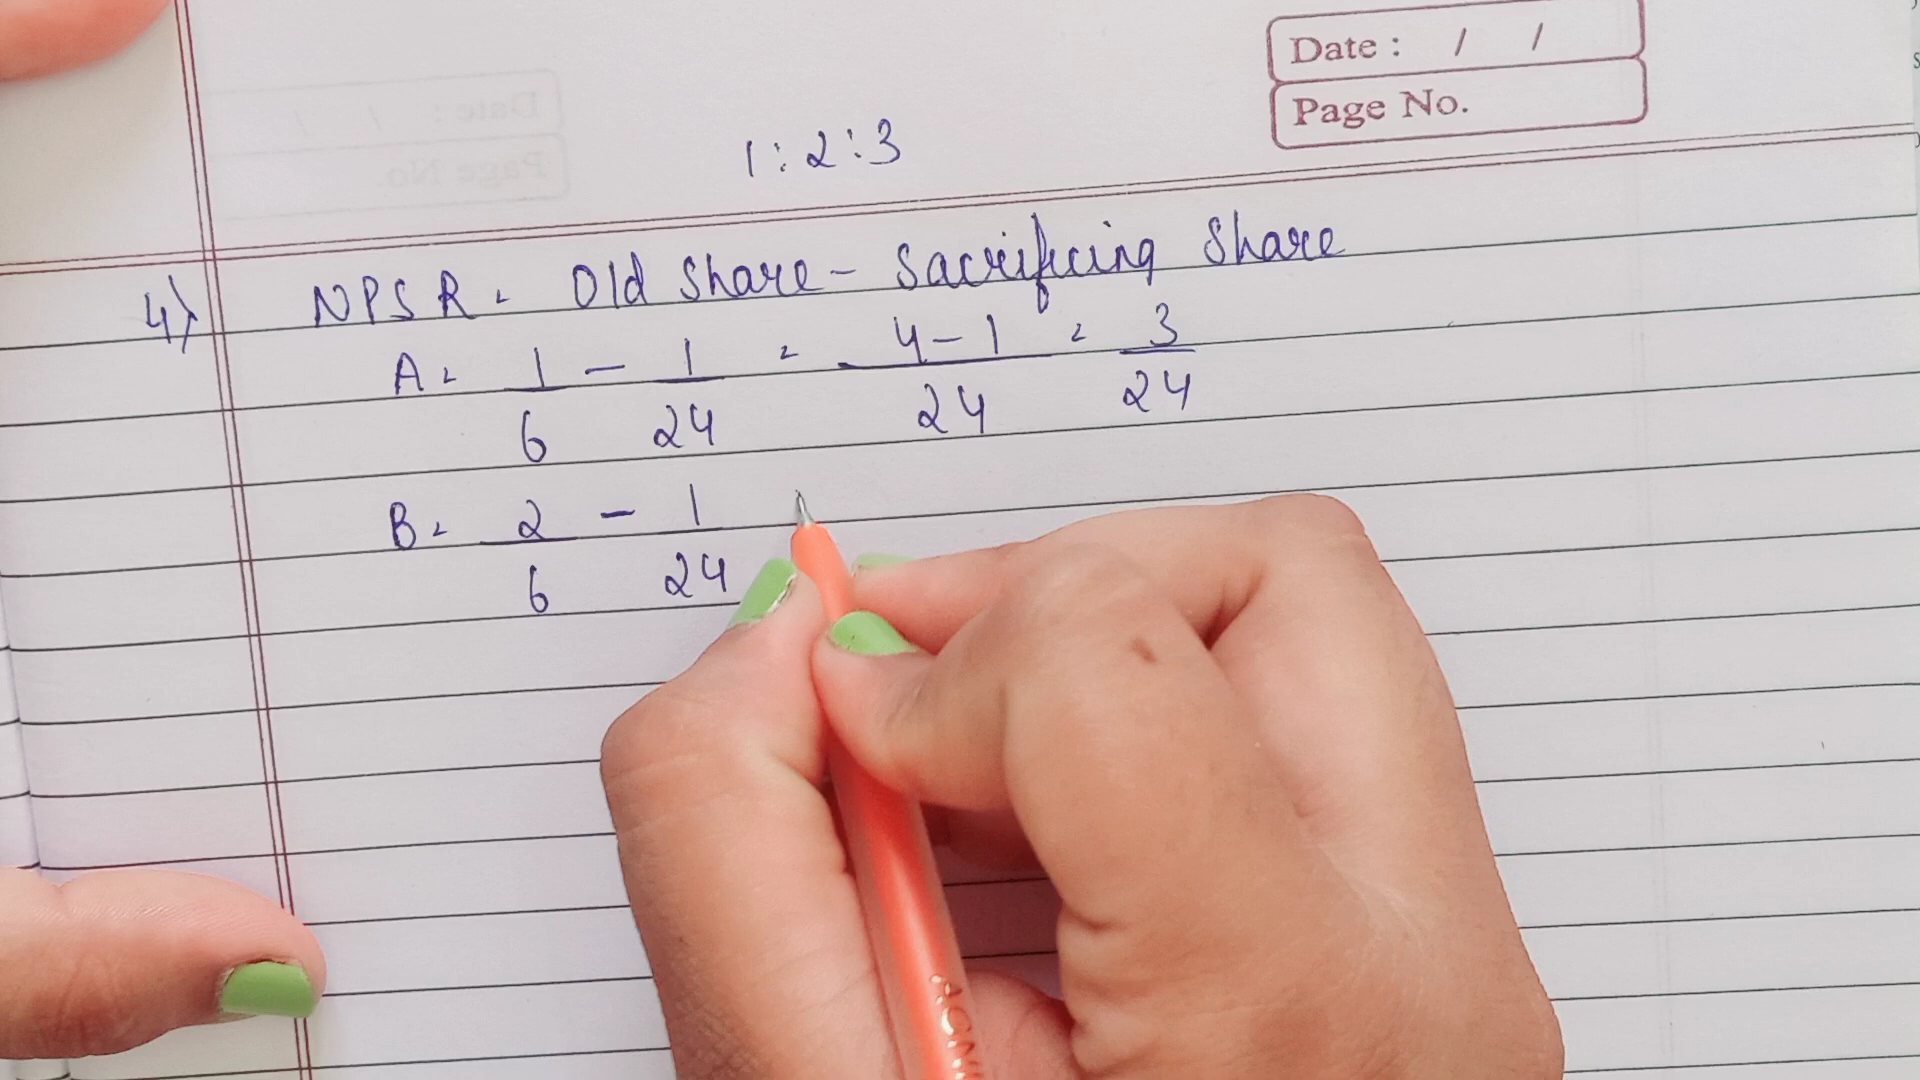 Date : / /
Page No.
1:2:3
4) NPSR = Old Share - Sacrificing Share
A = 1/6 - 1/24 = 4-1/24 = 3/24
B = 2/6 - 1/24